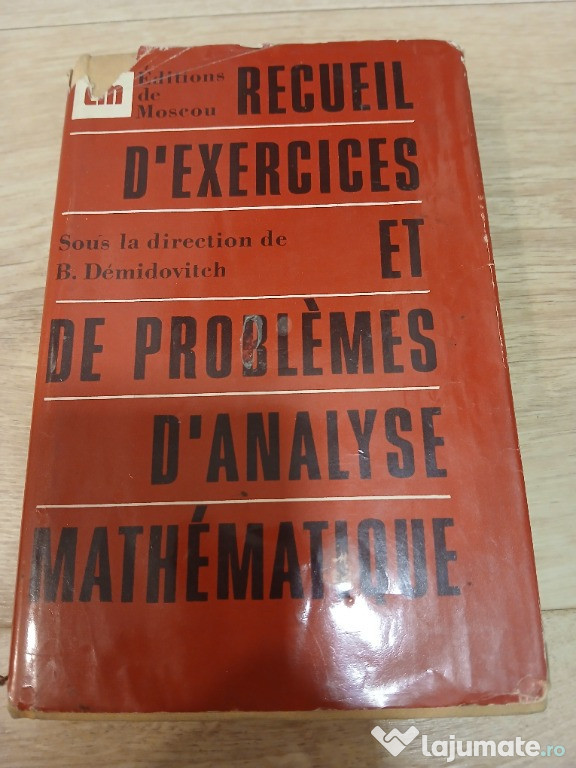 Éditions
de
Moscou
RECUEIL
D'EXERCICES
Sous la direction de
B. Démidovitch
ET
DE PROBLÈMES
D'ANALYSE
MATHÉMATIQUE
lajumate.ro